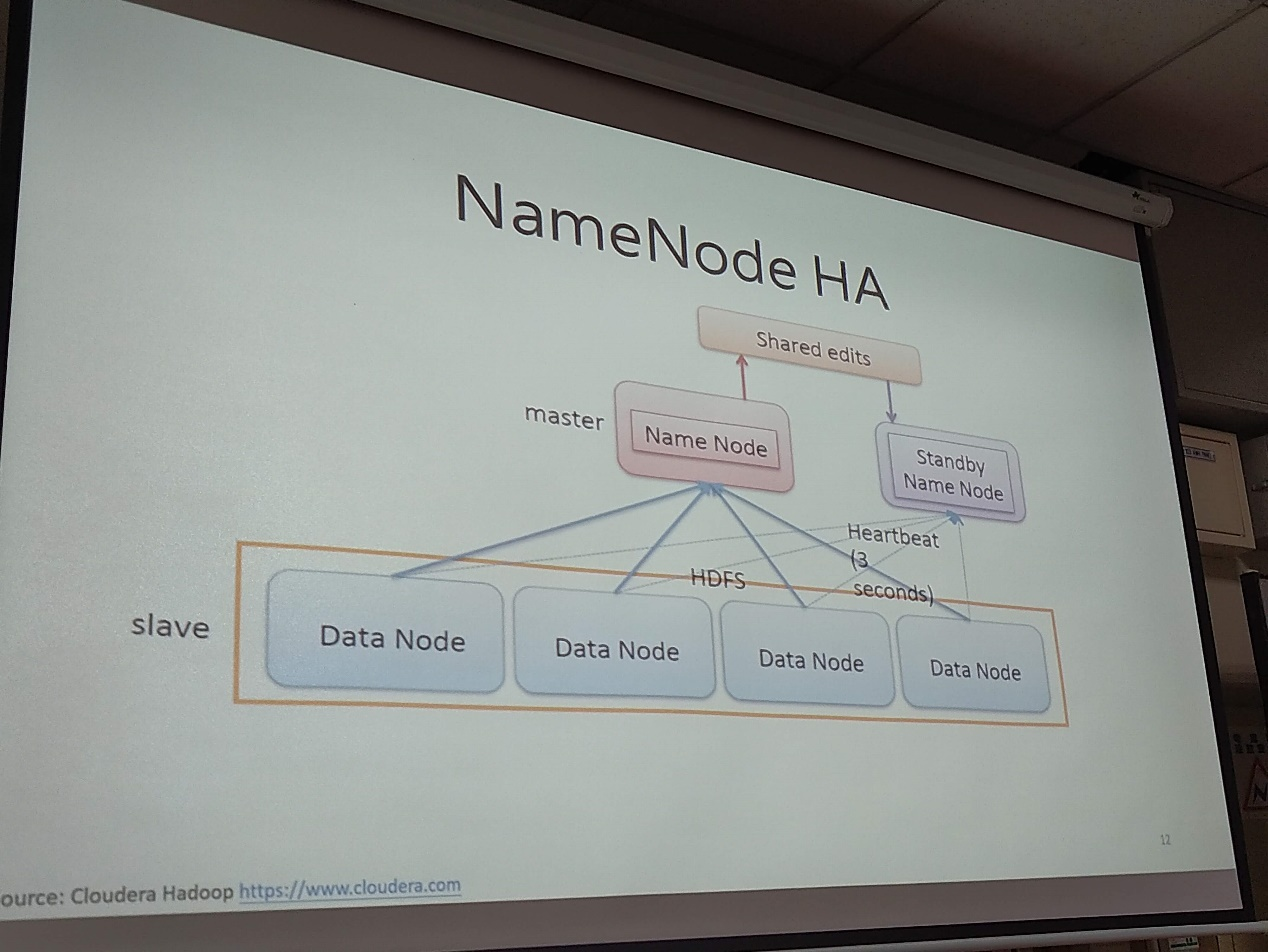 NameNode HA
Shared edits
master
Name Node
Standby
Name Node
Heartbeat
(3
seconds)
HDFS
slave
Data Node
Data Node
Data Node
Data Node
12
ource: Cloudera Hadoop https://www.cloudera.com